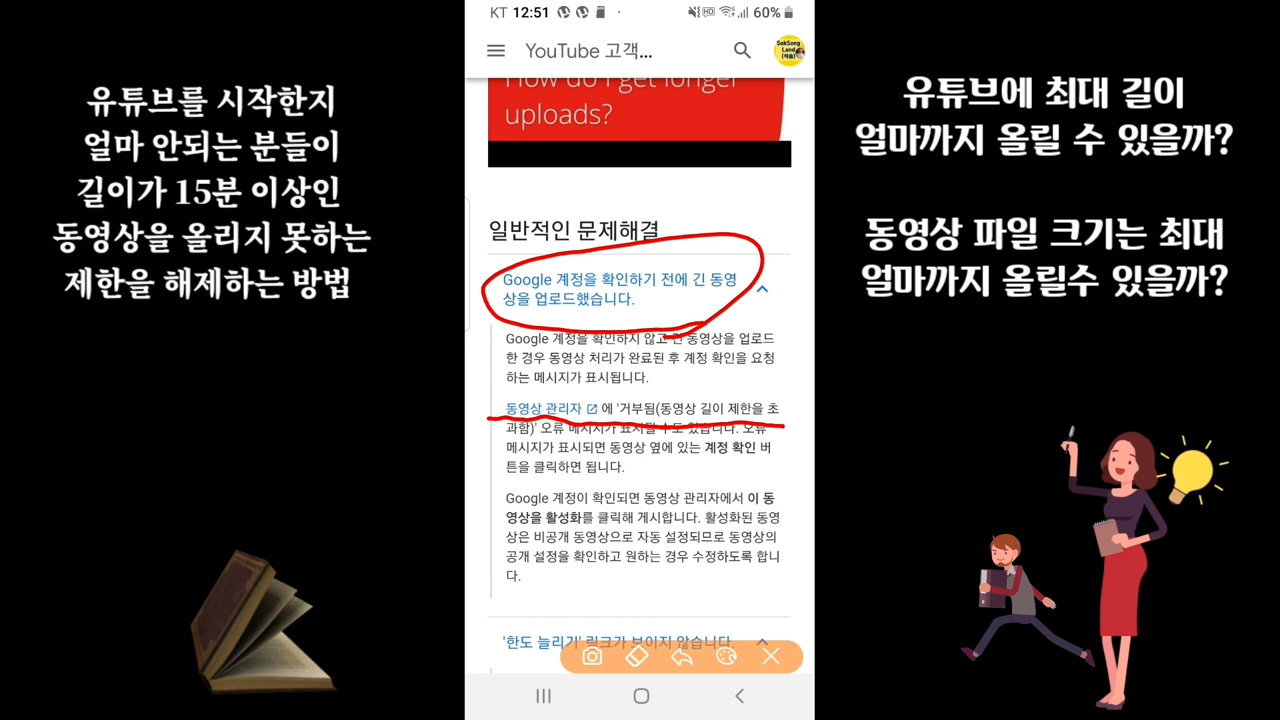 유튜브를 시작한지
얼마 안되는 분들이
길이가 15분 이상인
동영상을 올리지 못하는
제한을 해제하는 방법
KT 12:51
HD
60%
YouTube 고객...
SokSong
Land
How do I get longer
uploads?
일반적인 문제해결
Google 계정을 확인하기 전에 긴 동영
상을 업로드했습니다.
Google 계정을 확인하지 않고 긴 동영상을 업로드
한 경우 동영상 처리가 완료된 후 계정 확인을 요청
하는 메시지가 표시됩니다.
동영상 관리자 에 '거부됨(동영상 길이 제한을 초
과함)' 오류 메시지가 표시될 수도 있습니다. 오류
메시지가 표시되면 동영상 옆에 있는 계정 확인 버
튼을 클릭하면 됩니다.
Google 계정이 확인되면 동영상 관리자에서 이 동
영상을 활성화를 클릭해 게시합니다. 활성화된 동영
상은 비공개 동영상으로 자동 설정되므로 동영상의
공개 설정을 확인하고 원하는 경우 수정하도록 합니
다.
'한도 늘리기' 링크가 보이지 않습니다.
유튜브에 최대 길이
얼마까지 올릴 수 있을까?
동영상 파일 크기는 최대
얼마까지 올릴수 있을까?